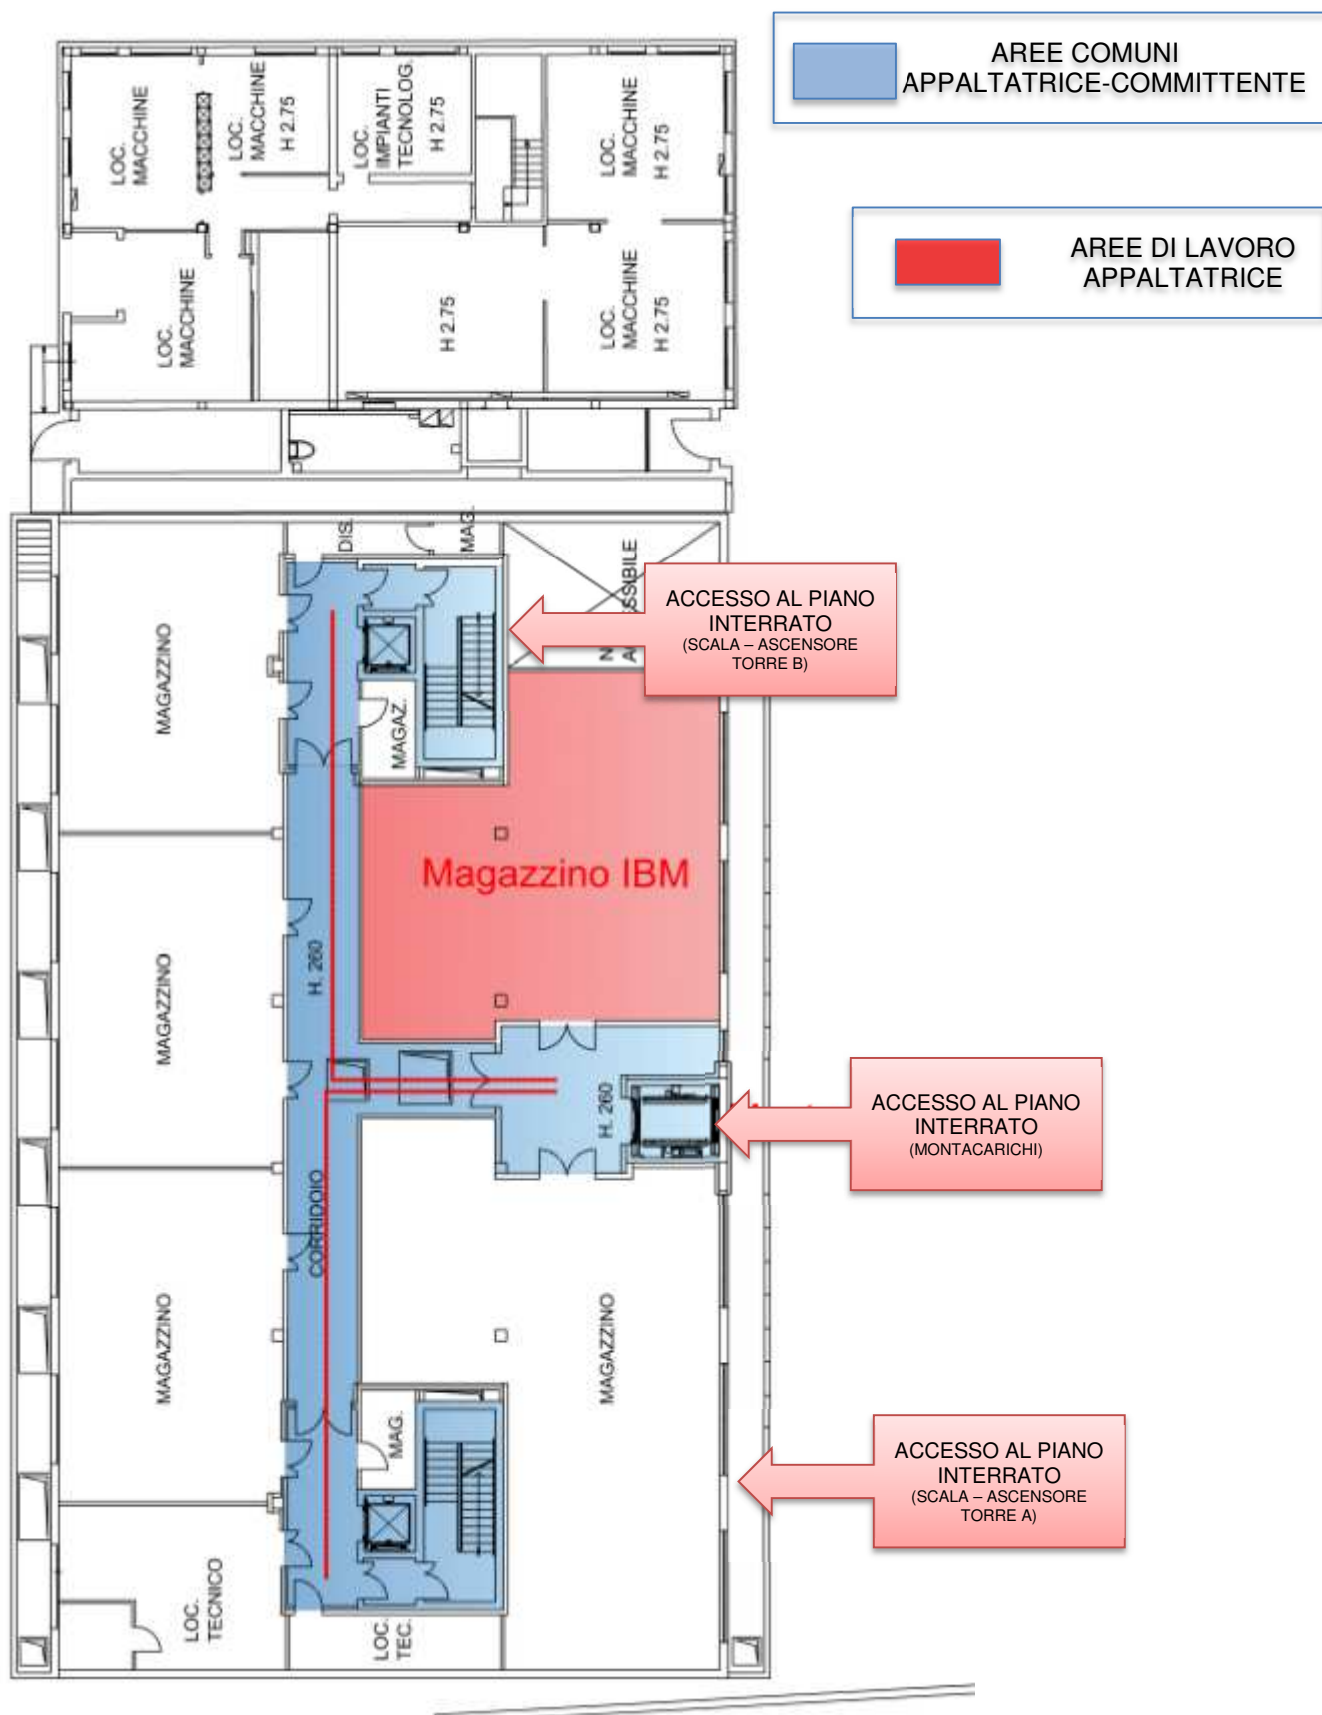 AREE COMUNI
APPALTATRICE-COMMITTENTE
AREE DI LAVORO
APPALTATRICE
LOC.
MACCHINE
LOC.
MACCHINE
H 2.75
LOC.
IMPIANTI
TECNOLOG.
H 2.75
LOC.
MACCHINE
H 2.75
LOC.
MACCHINE
H 2.75
LOC.
MACCHINE
H 2.75
DIS.
MAG.
ACCESSO AL PIANO
INTERRATO
(SCALA – ASCENSORE
TORRE B)
MAGAZZINO
MAGAZ.
Magazzino IBM
H. 260
MAGAZZINO
ACCESSO AL PIANO
INTERRATO
(MONTACARICHI)
H. 260
CORRIDOIO
MAGAZZINO
MAGAZZINO
MAG.
ACCESSO AL PIANO
INTERRATO
(SCALA – ASCENSORE
TORRE A)
LOC.
TECNICO
LOC.
TEC.